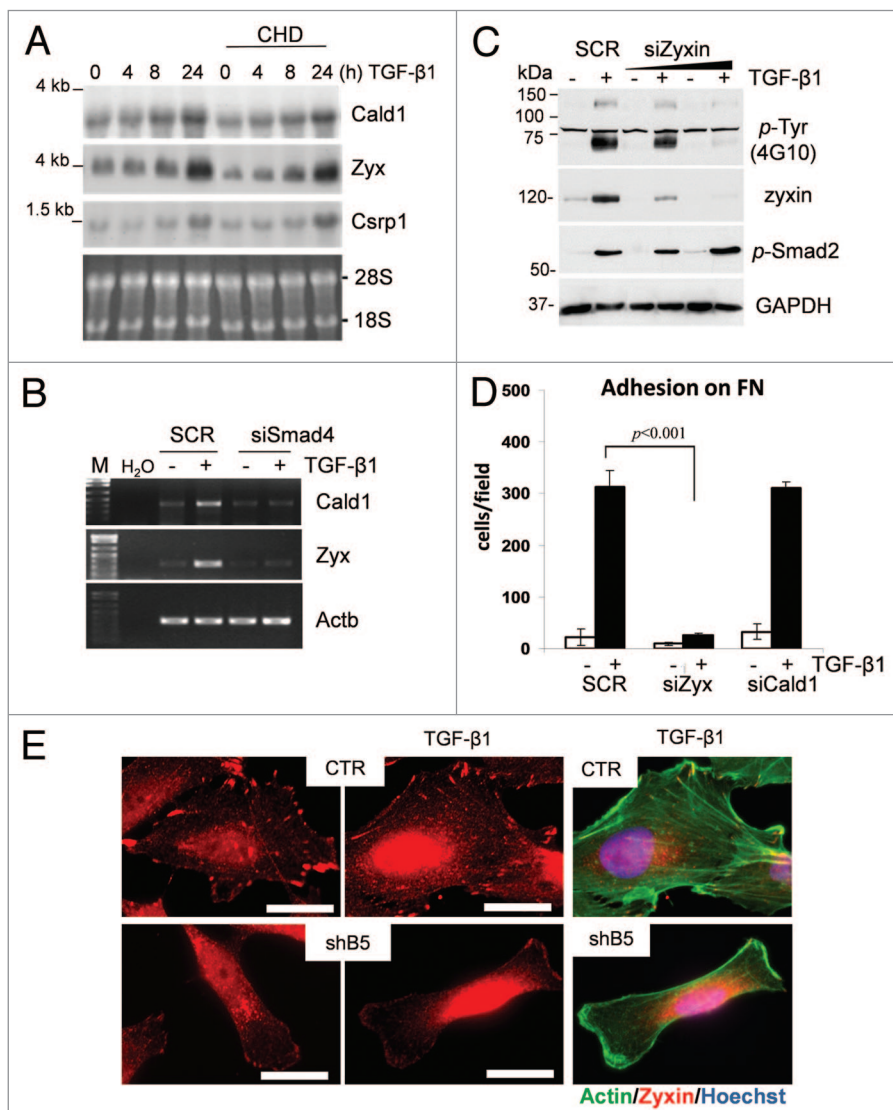 A
CHD
0 4 8 24 0 4 8 24 (h) TGF-β1
4 kb
Cald1
4 kb
Zyx
1.5 kb
Csrp1
28S
18S
B
SCR siSmad4
M H₂O - + - + TGF-β1
Cald1
Zyx
Actb
C
SCR siZyxin
kDa - + - + - + TGF-β1
150
100
75
p-Tyr
(4G10)
120-
zyxin
p-Smad2
50-
37-
GAPDH
D
Adhesion on FN
500
400
300
200
100
0
cells/field
p<0.001
- + - + - + TGF-β1
SCR siZyx siCald1
E
TGF-β1 TGF-β1
CTR CTR
shB5 shB5
Actin/Zyxin/Hoechst